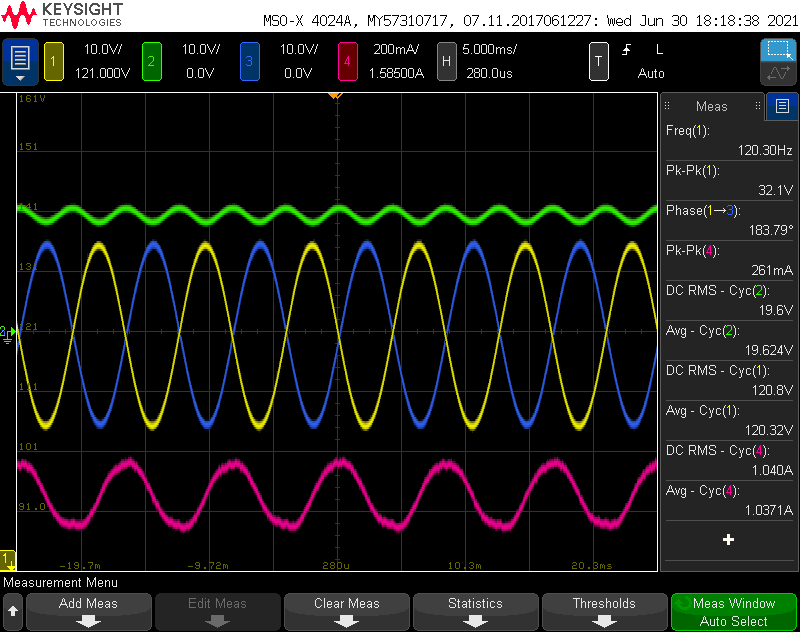 KEYSIGHT
TECHNOLOGIES
MSO-X 4024A, MY57310717, 07.11.2017061227: Wed Jun 30 18:18:38 2021
1 10.0V/ 2 10.0V/ 3 10.0V/ 4 200mA/ H 5.000ms/ T L
121.000V 0.0V 0.0V 1.58500A 280.0us Auto
161V
151
141
131
121
111
101
91.0
2
1
-19.7m -9.72m 280u 10.3m 20.3ms
Meas
Freq(1):
120.30Hz
Pk-Pk(1):
32.1V
Phase(1→3):
183.79°
Pk-Pk(4):
261mA
DC RMS - Cyc(2):
19.6V
Avg - Cyc(2):
19.624V
DC RMS - Cyc(1):
120.8V
Avg - Cyc(1):
120.32V
DC RMS - Cyc(4):
1.040A
Avg - Cyc(4):
1.0371A
Measurement Menu
Add Meas
Edit Meas
Clear Meas
Statistics
Thresholds
Meas Window
Auto Select